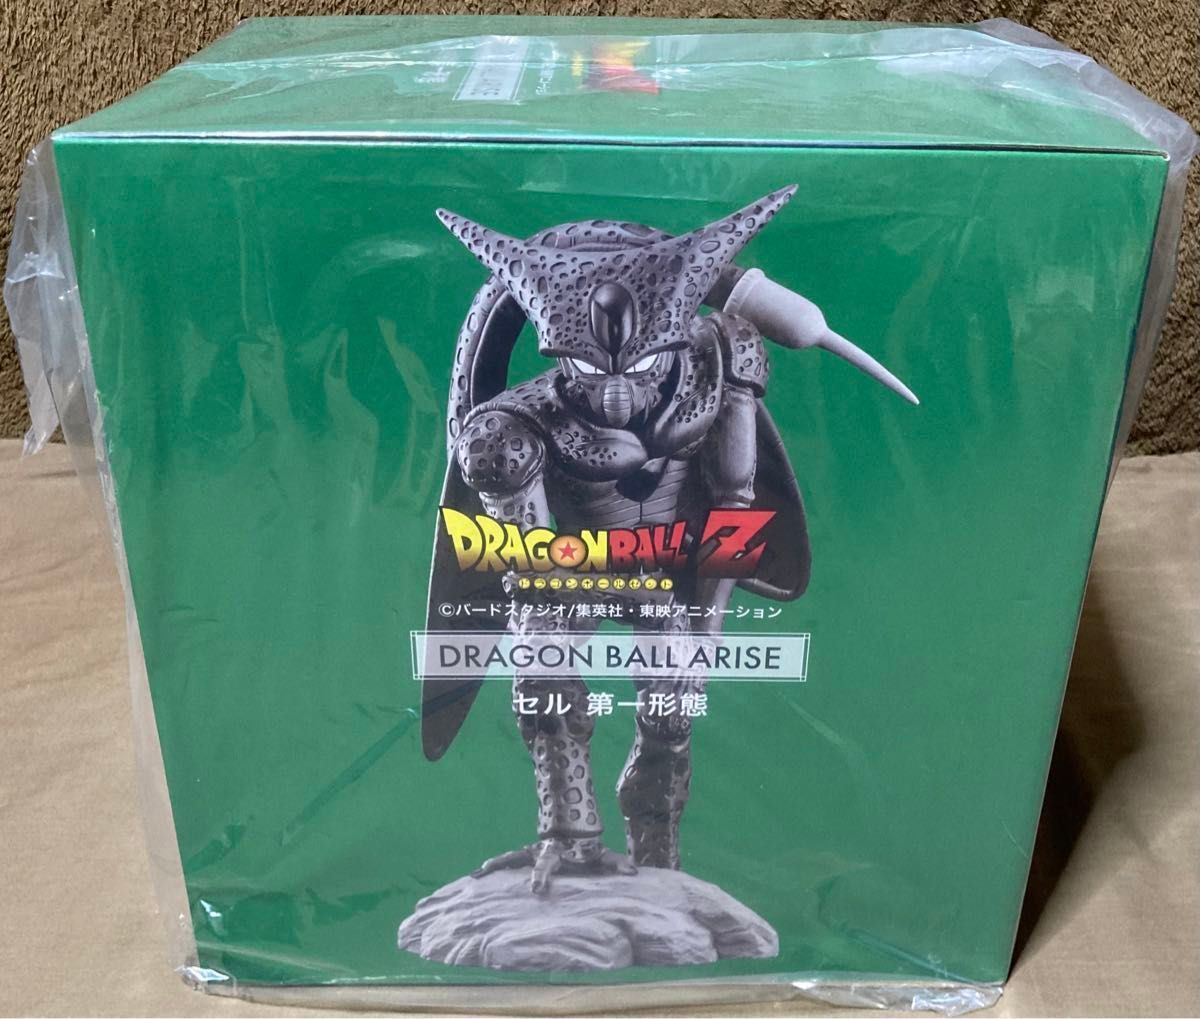 DRAGON BALL Z
ドラゴンボールゼット
©バードスタジオ/集英社・東映アニメーション
DRAGON BALL ARISE
セル 第一形態